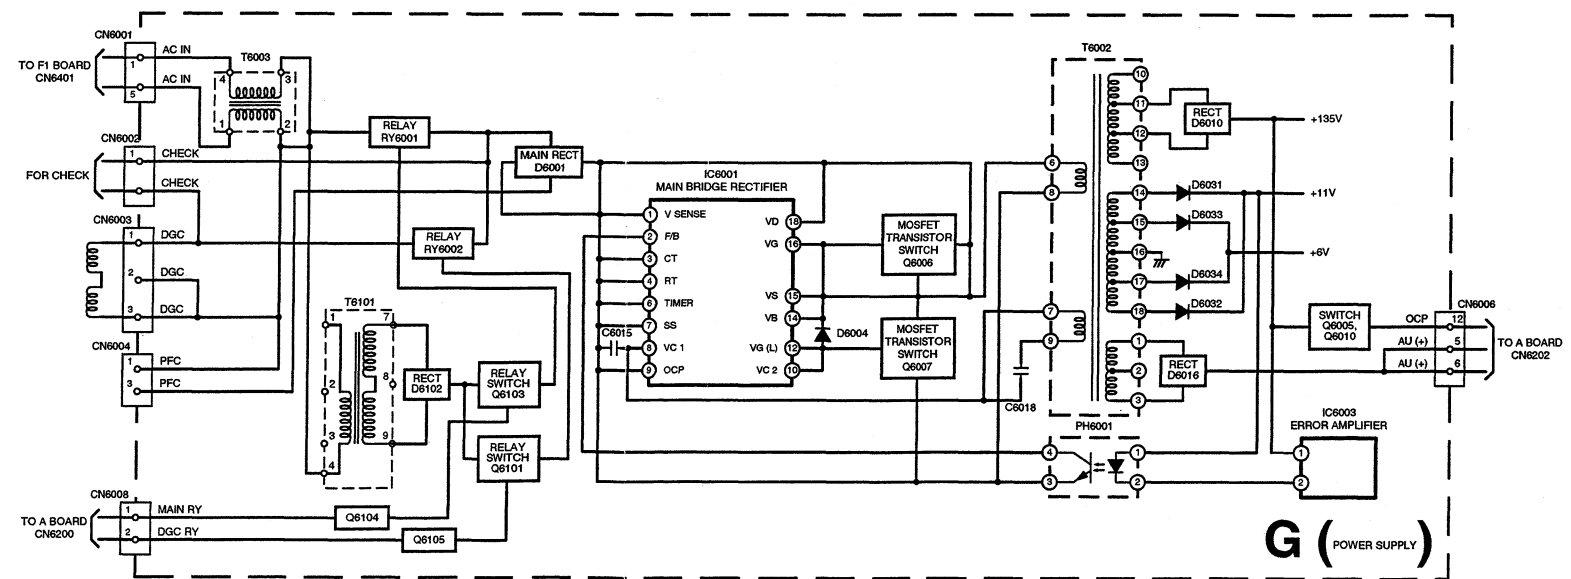 CN6001
TO F1 BOARD
CN6401
1
AC IN
5
AC IN
T6003
4
3
1
2
CN6002
FOR CHECK
1
CHECK
CHECK
CN6003
1
DGC
2
DGC
3
DGC
CN6004
1
PFC
3
PFC
RELAY
RY6001
RELAY
RY6002
MAIN RECT
D6001
T6101
1
7
2
8
3
9
4
RECT
D6102
RELAY
SWITCH
Q6103
RELAY
SWITCH
Q6101
CN6008
TO A BOARD
CN6200
1
MAIN RY
2
DGC RY
Q6104
Q6105
IC6001
MAIN BRIDGE RECTIFIER
1
V SENSE
2
F/B
3
CT
4
RT
6
TIMER
7
SS
8
VC 1
9
OCP
VD
18
VG
16
VS
15
VB
14
VG (L)
12
VC 2
10
C6015
D6004
MOSFET
TRANSISTOR
SWITCH
Q6006
MOSFET
TRANSISTOR
SWITCH
Q6007
T6002
6
8
7
9
10
11
12
13
14
15
16
17
18
1
2
3
C6018
RECT
D6010
+135V
D6031
+11V
D6033
+6V
D6034
D6032
RECT
D6016
SWITCH
Q6005,
Q6010
CN6006
OCP
12
AU (+)
5
AU (+)
6
TO A BOARD
CN6202
PH6001
4
3
1
2
IC6003
ERROR AMPLIFIER
1
2
G (POWER SUPPLY)